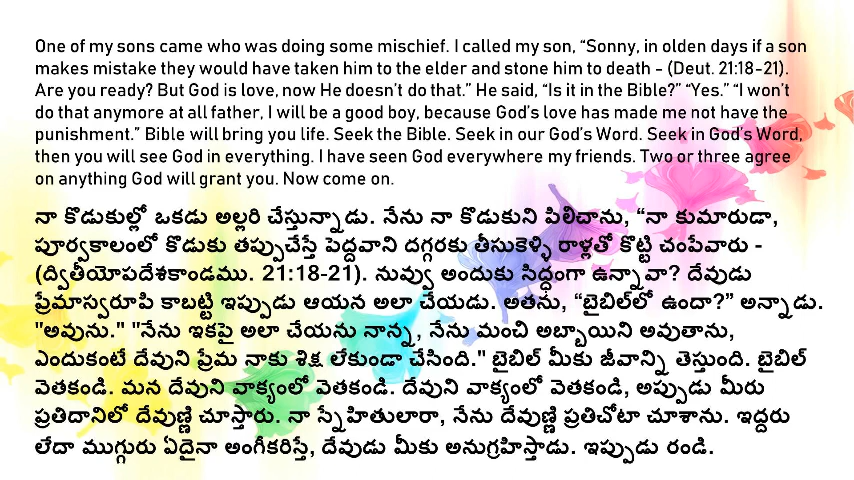 One of my sons came who was doing some mischief. I called my son, “Sonny, in olden days if a son
makes mistake they would have taken him to the elder and stone him to death - (Deut. 21:18-21).
Are you ready? But God is love, now He doesn’t do that.” He said, “Is it in the Bible?” “Yes.” “I won’t
do that anymore at all father, I will be a good boy, because God’s love has made me not have the
punishment.” Bible will bring you life. Seek the Bible. Seek in our God’s Word. Seek in God’s Word,
then you will see God in everything. I have seen God everywhere my friends. Two or three agree
on anything God will grant you. Now come on.
నా కొడుకుల్లో ఒకడు అల్లరి చేస్తున్నాడు. నేను నా కొడుకుని పిలిచాను, “నా కుమారుడా,
పూర్వకాలంలో కొడుకు తప్పుచేస్తే పెద్దవాని దగ్గరకు తీసుకెళ్ళి రాళ్లతో కొట్టి చంపేవారు -
(ద్వితీయోపదేశకాండము. 21:18-21). నువ్వు అందుకు సిద్ధంగా ఉన్నావా? దేవుడు
ప్రేమాస్వరూపి కాబట్టి ఇప్పుడు ఆయన అలా చేయడు. అతను, “బైబిల్‌లో ఉందా?” అన్నాడు.
"అవును." "నేను ఇకపై అలా చేయను నాన్న, నేను మంచి అబ్బాయిని అవుతాను,
ఎందుకంటే దేవుని ప్రేమ నాకు శిక్ష లేకుండా చేసింది." బైబిల్ మీకు జీవాన్ని తెస్తుంది. బైబిల్
వెతకండి. మన దేవుని వాక్యంలో వెతకండి. దేవుని వాక్యంలో వెతకండి, అప్పుడు మీరు
ప్రతిదానిలో దేవుణ్ణి చూస్తారు. నా స్నేహితులారా, నేను దేవుణ్ణి ప్రతిచోటా చూశాను. ఇద్దరు
లేదా ముగ్గురు ఏదైనా అంగీకరిస్తే, దేవుడు మీకు అనుగ్రహిస్తాడు. ఇప్పుడు రండి.